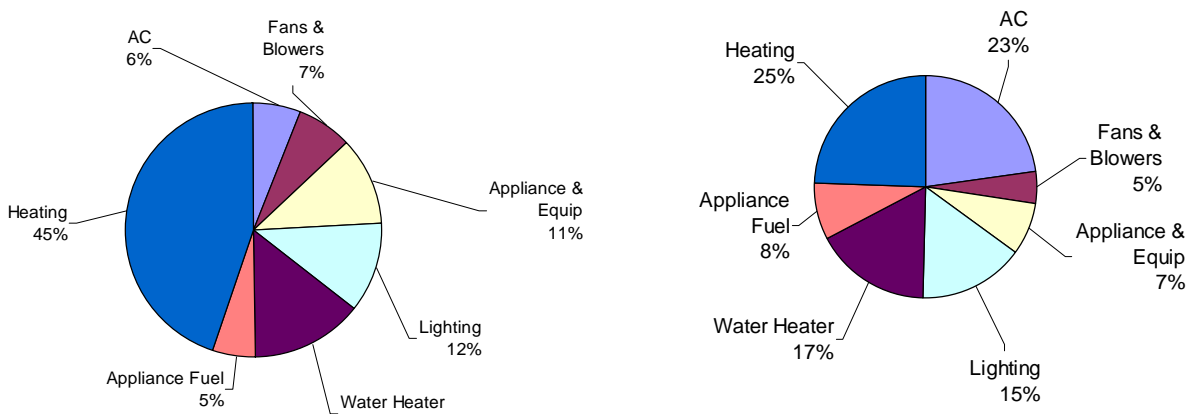 AC
6%
Fans &
Blowers
7%
Appliance &
Equip
11%
Lighting
12%
Water Heater
Appliance Fuel
5%
Heating
45%
AC
23%
Fans &
Blowers
5%
Appliance &
Equip
7%
Lighting
15%
Water Heater
17%
Appliance
Fuel
8%
Heating
25%